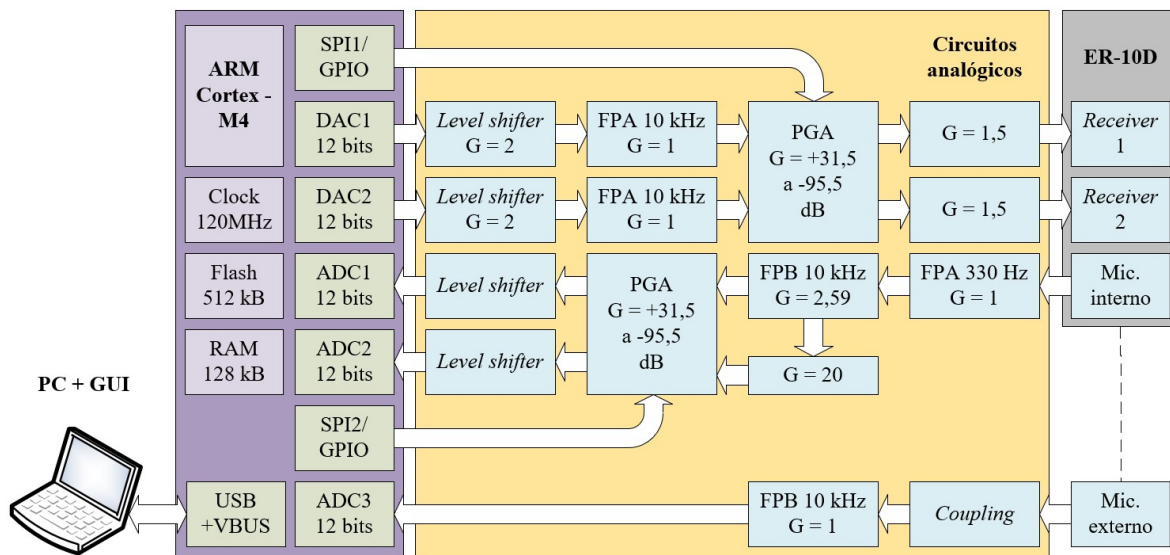 ARM
Cortex -
M4
SPI1/
GPIO
Circuitos
analógicos
ER-10D
DAC1
12 bits
Level shifter
G = 2
FPA 10 kHz
G = 1
PGA
G = +31,5
a -95,5
dB
G = 1,5
Receiver
1
Clock
120MHz
DAC2
12 bits
Level shifter
G = 2
FPA 10 kHz
G = 1
G = 1,5
Receiver
2
Flash
512 kB
ADC1
12 bits
Level shifter
PGA
G = +31,5
a -95,5
dB
FPB 10 kHz
G = 2,59
FPA 330 Hz
G = 1
Mic.
interno
RAM
128 kB
ADC2
12 bits
Level shifter
G = 20
PC + GUI
SPI2/
GPIO
USB
+VBUS
ADC3
12 bits
FPB 10 kHz
G = 1
Coupling
Mic.
externo